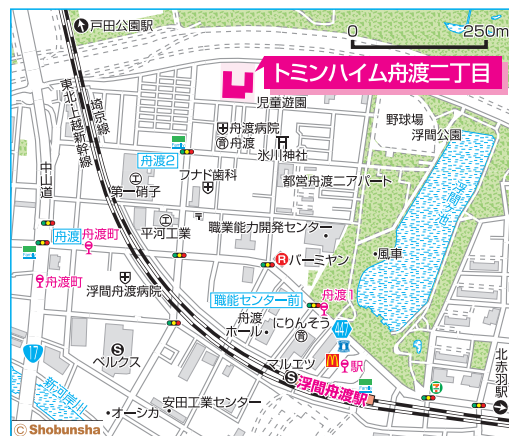 戸田公園駅
0 250m
トミンハイム舟渡二丁目
児童遊園
埼京線
東北・上越新幹線
野球場
浮間公園
舟渡病院
舟渡
氷川神社
舟渡2
中山道
第一硝子
フナド歯科
都営舟渡二アパート
浮間ヶ池
舟渡
舟渡町
平河工業
職業能力開発センター
風車
バーミヤン
舟渡町
浮間舟渡病院
職能センター前
舟渡1
舟渡
ホール
にりんそう
447
17
ベルクス
マルエツ
駅
浮間舟渡駅
北赤羽駅
新河岸川
オーシカ
安田工業センター
© Shobunsha